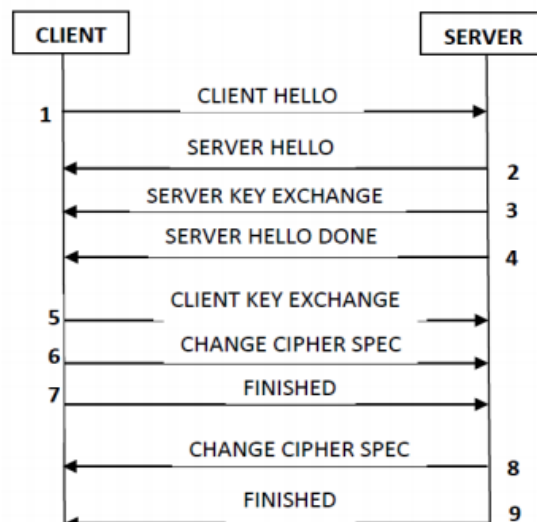 CLIENT
SERVER
1 CLIENT HELLO
SERVER HELLO 2
SERVER KEY EXCHANGE 3
SERVER HELLO DONE 4
5 CLIENT KEY EXCHANGE
6 CHANGE CIPHER SPEC
7 FINISHED
CHANGE CIPHER SPEC 8
FINISHED 9